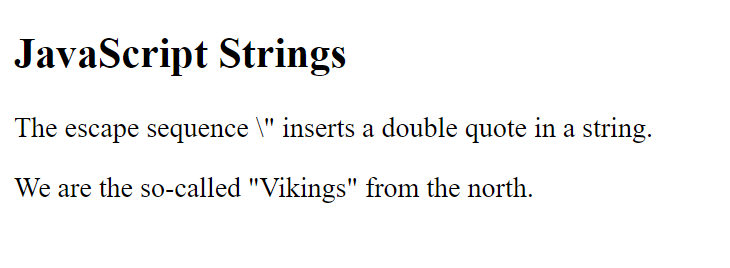 JavaScript Strings
The escape sequence \" inserts a double quote in a string.
We are the so-called "Vikings" from the north.